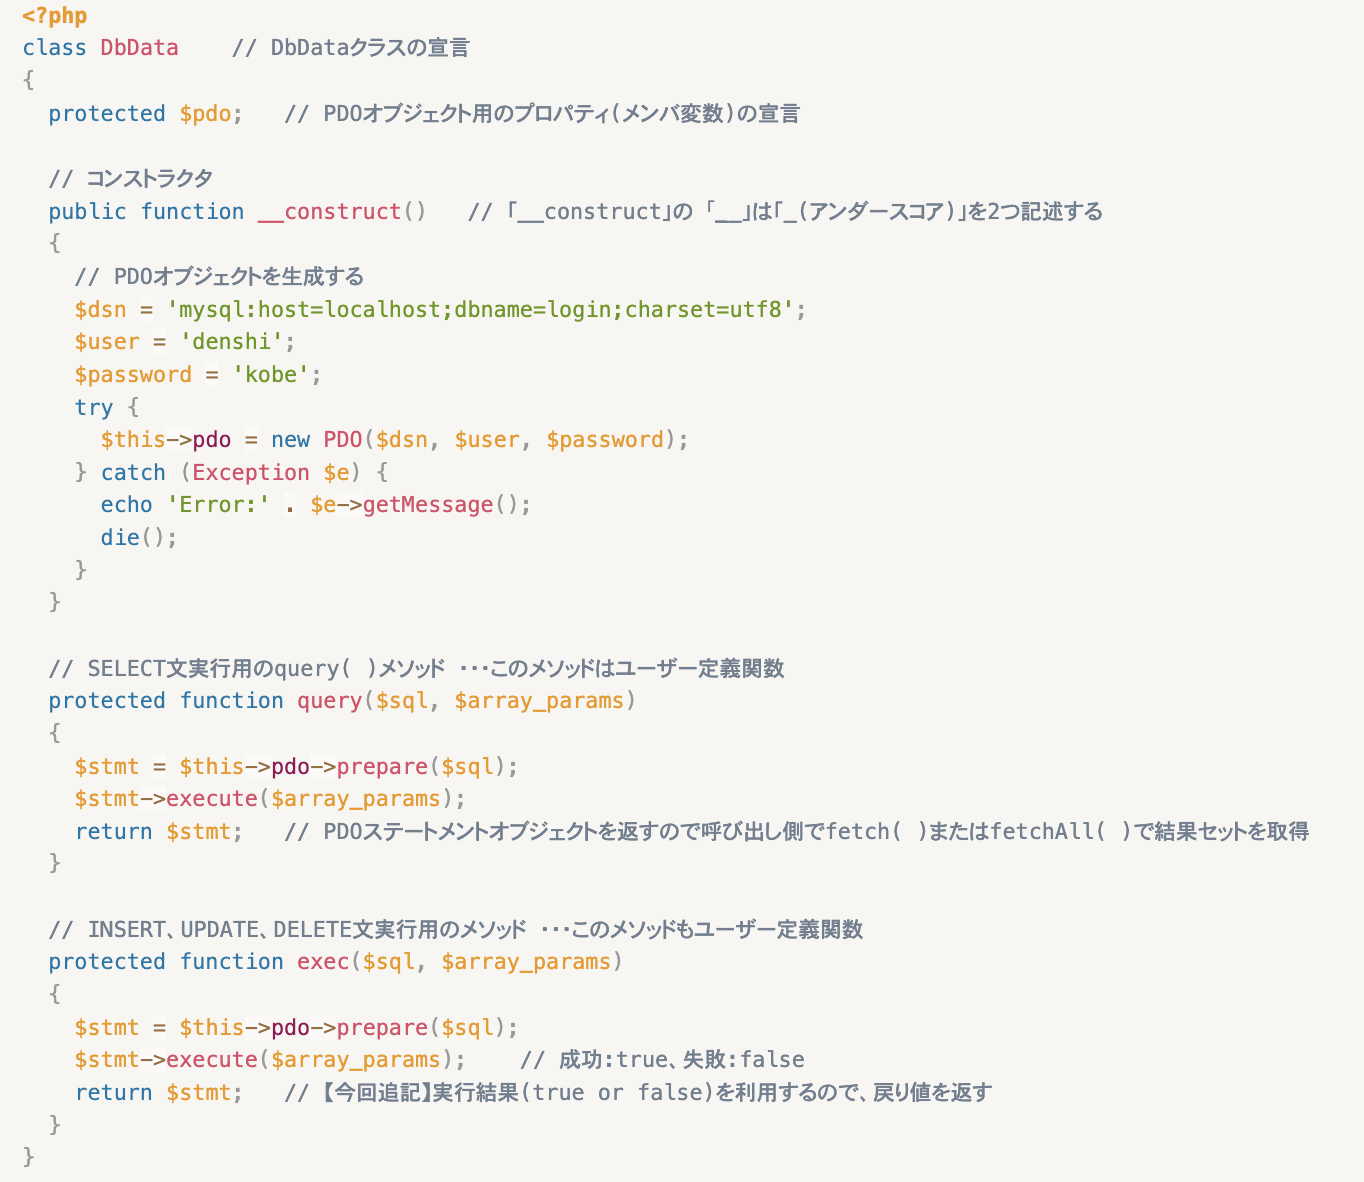 <?php
class DbData    // DbDataクラスの宣言
{
  protected $pdo;   // PDOオブジェクト用のプロパティ(メンバ変数)の宣言

  // コンストラクタ
  public function __construct()   // 「__construct」の 「__」は「_(アンダースコア)」を2つ記述する
  {
    // PDOオブジェクトを生成する
    $dsn = 'mysql:host=localhost;dbname=login;charset=utf8';
    $user = 'denshi';
    $password = 'kobe';
    try {
      $this->pdo = new PDO($dsn, $user, $password);
    } catch (Exception $e) {
      echo 'Error:' . $e->getMessage();
      die();
    }
  }

  // SELECT文実行用のquery( )メソッド ･･･このメソッドはユーザー定義関数
  protected function query($sql, $array_params)
  {
    $stmt = $this->pdo->prepare($sql);
    $stmt->execute($array_params);
    return $stmt;   // PDOステートメントオブジェクトを返すので呼び出し側でfetch( )またはfetchAll( )で結果セットを取得
  }

  // INSERT、UPDATE、DELETE文実行用のメソッド ･･･このメソッドもユーザー定義関数
  protected function exec($sql, $array_params)
  {
    $stmt = $this->pdo->prepare($sql);
    $stmt->execute($array_params);    // 成功:true、失敗:false
    return $stmt;   // 【今回追記】実行結果(true or false)を利用するので、戻り値を返す
  }
}